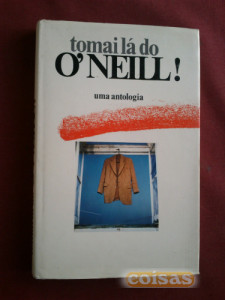 tomai lá do
O'NEILL!
uma antologia
coisas